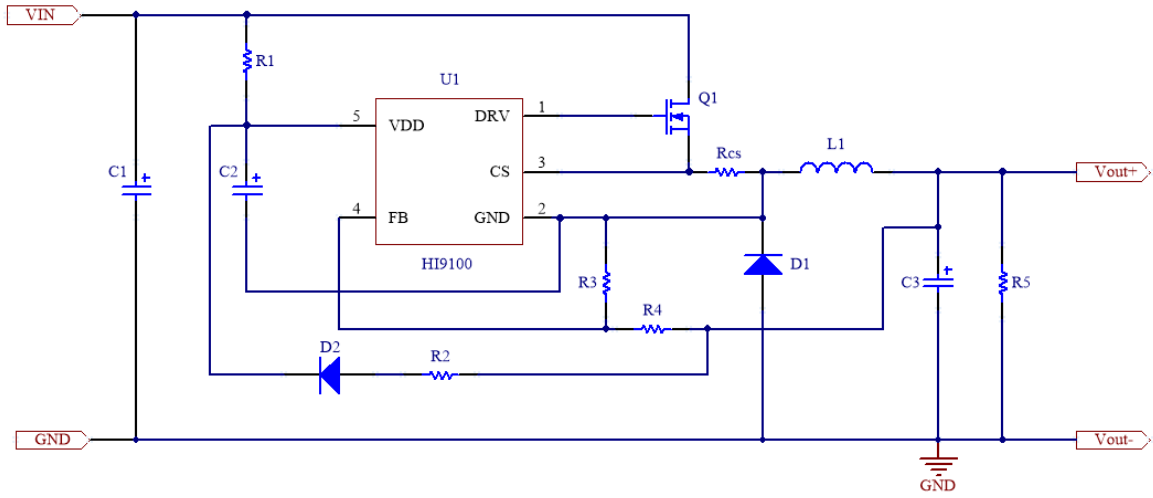 VIN
R1
U1
Q1
1
DRV
5
VDD
L1
Rcs
C1
C2
3
CS
Vout+
4
FB
2
GND
D1
HI9100
R3
C3
R5
R4
D2
R2
GND
Vout-
GND